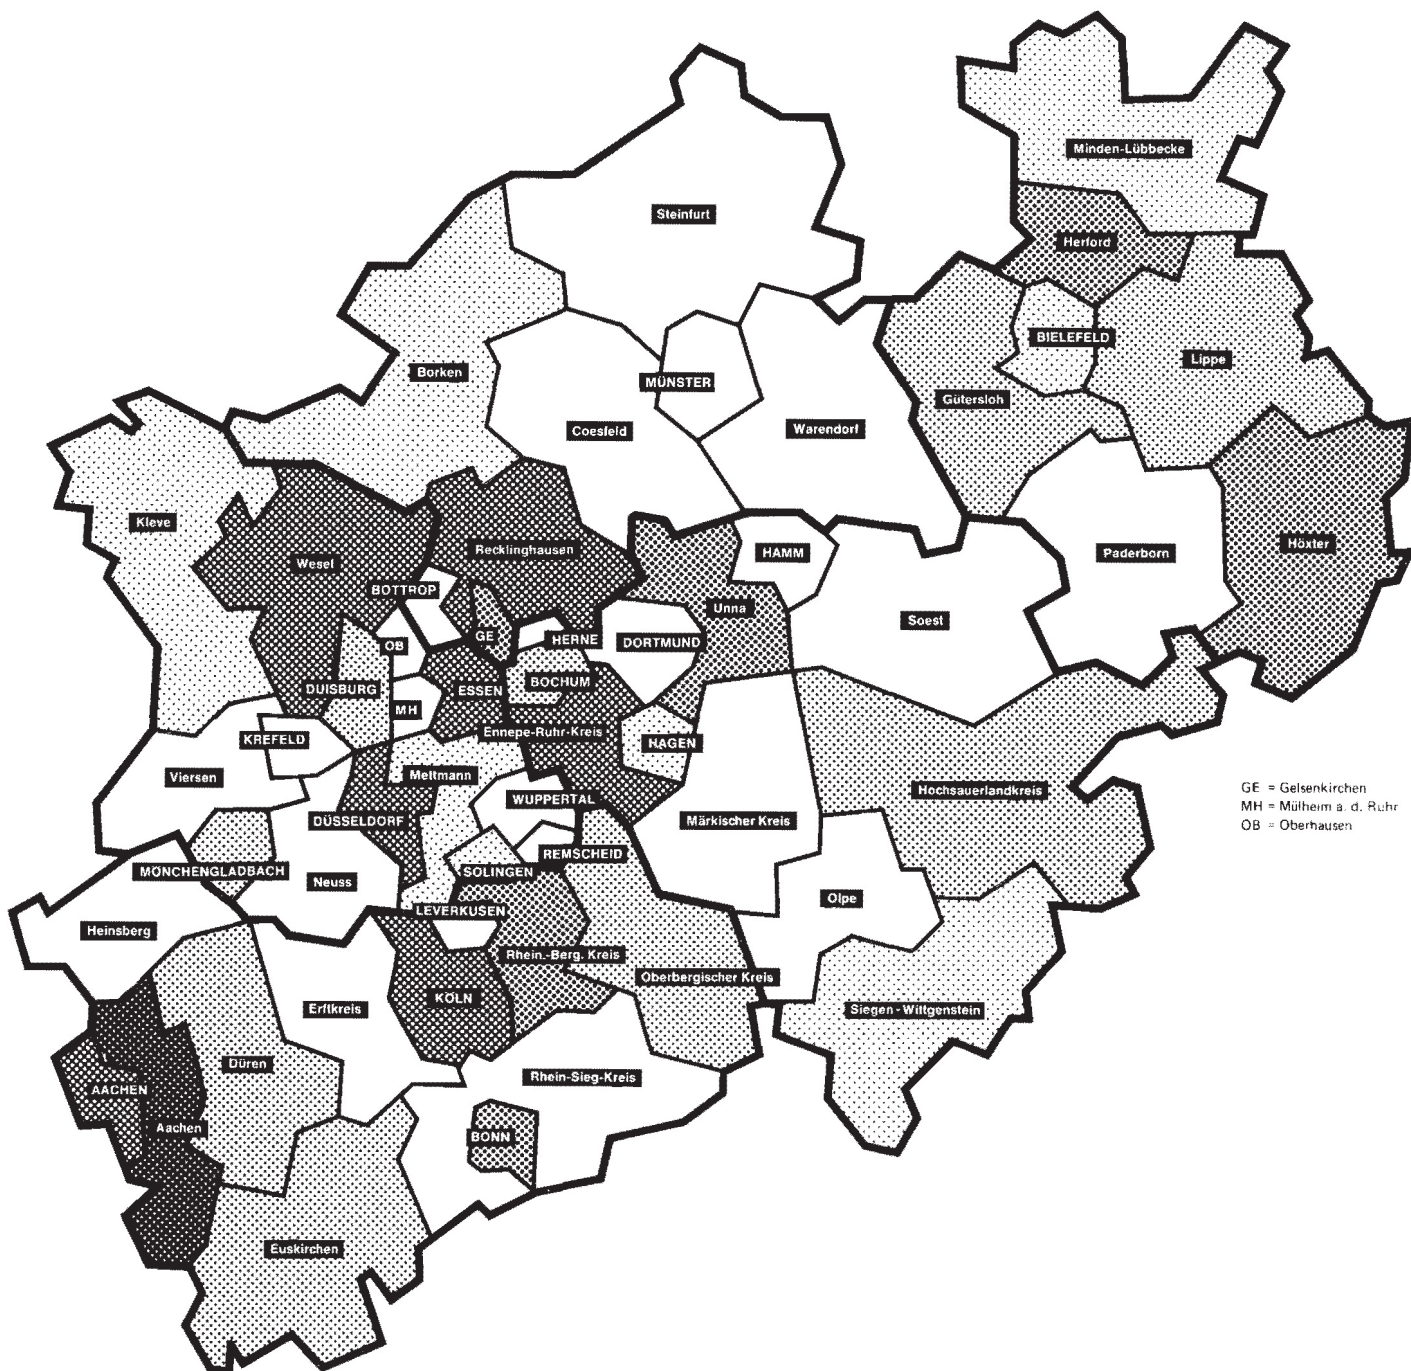 Minden-Lübbecke
Steinfurt
Herford
BIELEFELD
Lippe
Borken
MÜNSTER
Gütersloh
Coesfeld
Warendorf
Kleve
Wesel
Recklinghausen
HAMM
Paderborn
Höxter
BOTTROP
Unna
Soest
GE
HERNE
DORTMUND
OB
DUISBURG
ESSEN
BOCHUM
MH
Ennepe-Ruhr-Kreis
KREFELD
HAGEN
Viersen
Mettmann
Hochsauerlandkreis
WUPPERTAL
DÜSSELDORF
Märkischer Kreis
GE = Gelsenkirchen
MH = Mülheim a. d. Ruhr
OB = Oberhausen
REMSCHEID
MÖNCHENGLADBACH
SOLINGEN
Neuss
Olpe
LEVERKUSEN
Heinsberg
Rhein.-Berg. Kreis
Oberbergischer Kreis
KÖLN
Erftkreis
Siegen-Wittgenstein
Düren
Rhein-Sieg-Kreis
AACHEN
Aachen
BONN
Euskirchen